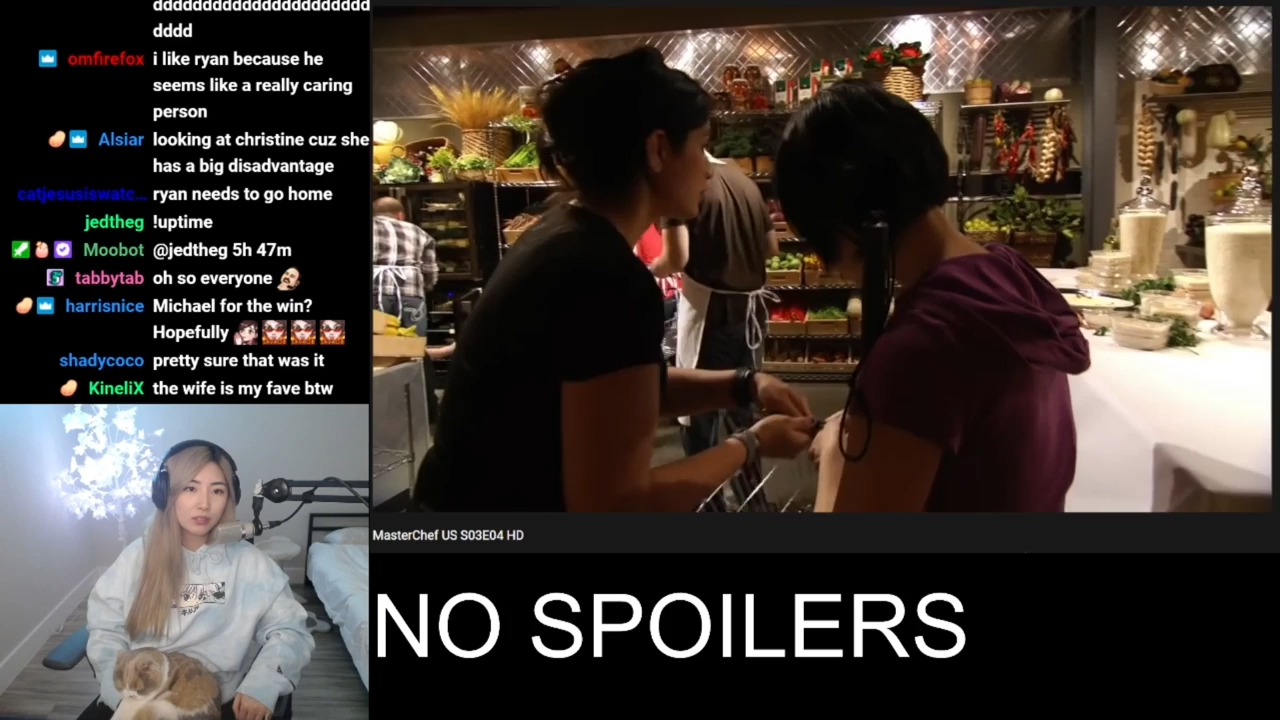 dddddddddddddddddddddd
dddd
omfirefox i like ryan because he
seems like a really caring
person
Alsiar looking at christine cuz she
has a big disadvantage
catjesusiswatc... ryan needs to go home
jedtheg !uptime
Moobot @jedtheg 5h 47m
tabbytab oh so everyone
harrisnice Michael for the win?
Hopefully
shadycoco pretty sure that was it
KineliX the wife is my fave btw
MasterChef US S03E04 HD
NO SPOILERS